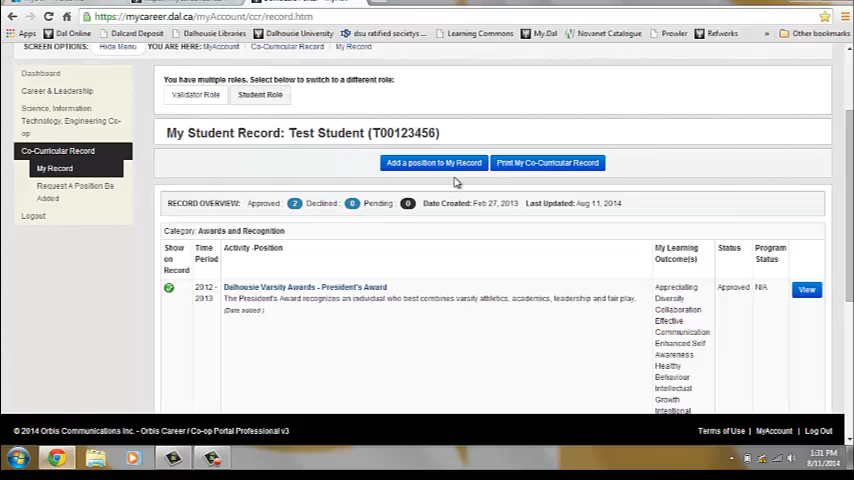 https://mycareer.dal.ca/myAccount/ccr/record.htm
Apps Dal Online Dalcard Deposit Dalhousie Libraries Dalhousie University dsu ratified societys ... Learning Commons My.Dal Novanet Catalogue Prowler Refworks » Other bookmarks
SCREEN OPTIONS: Hide Menu YOU ARE HERE: MyAccount Co-Curricular Record My Record
Dashboard
Career & Leadership
Science, Information
Technology, Engineering Co-
op
Co-Curricular Record
My Record
Request A Position Be
Added
Logout
You have multiple roles. Select below to switch to a different role:
Validator Role Student Role
My Student Record: Test Student (T00123456)
Add a position to My Record Print My Co-Curricular Record
RECORD OVERVIEW: Approved : 2 Declined : 0 Pending : 0 Date Created: Feb 27, 2013 Last Updated: Aug 11, 2014
Category: Awards and Recognition
Show on Record
Time Period
Activity -Position
My Learning Outcome(s)
Status
Program Status
2012 - 2013
Dalhousie Varsity Awards - President's Award
The President's Award recognizes an individual who best combines varsity athletics, academics, leadership and fair play.
(Date added )
Appreciating
Diversity
Collaboration
Effective
Communication
Enhanced Self
Awareness
Healthy
Behaviour
Intellectual
Growth
Intentional
Approved
N/A
View
© 2014 Orbis Communications Inc. - Orbis Career / Co-op Portal Professional v3 Terms of Use | MyAccount | Log Out
1:31 PM
8/11/2014